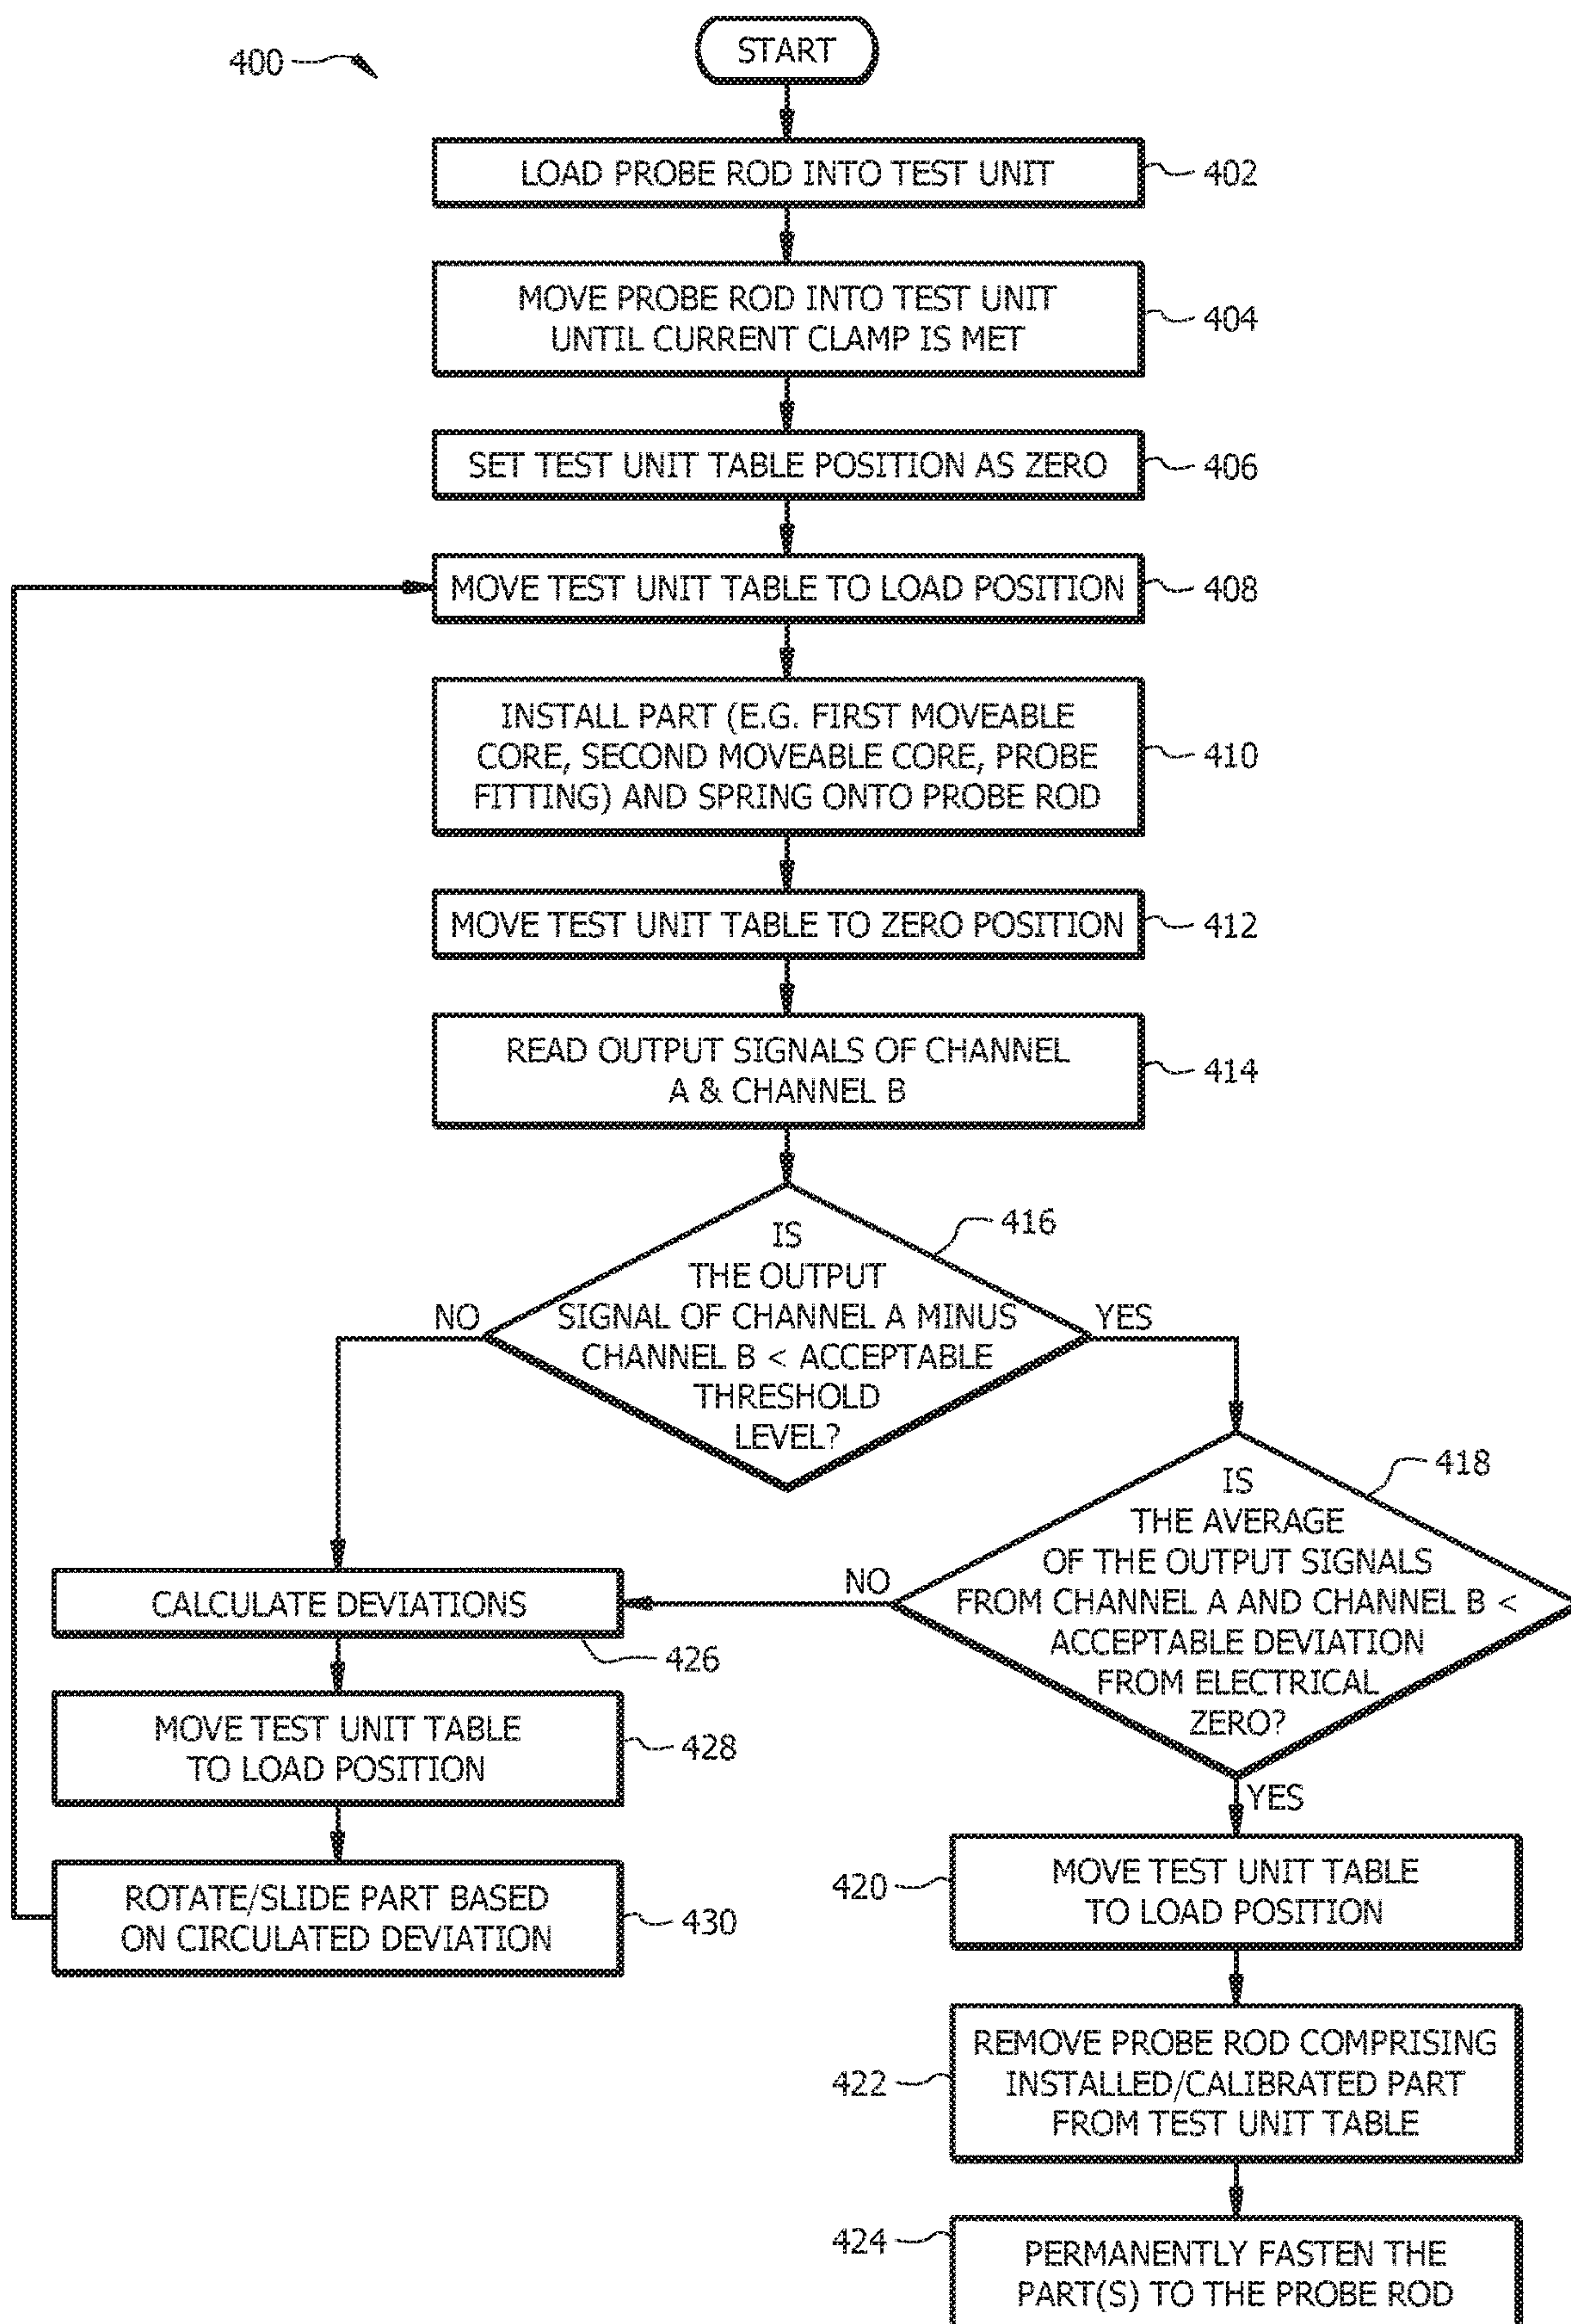 400
START
LOAD PROBE ROD INTO TEST UNIT
402
MOVE PROBE ROD INTO TEST UNIT
UNTIL CURRENT CLAMP IS MET
404
SET TEST UNIT TABLE POSITION AS ZERO
406
MOVE TEST UNIT TABLE TO LOAD POSITION
408
INSTALL PART (E.G. FIRST MOVEABLE
CORE, SECOND MOVEABLE CORE, PROBE
FITTING) AND SPRING ONTO PROBE ROD
410
MOVE TEST UNIT TABLE TO ZERO POSITION
412
READ OUTPUT SIGNALS OF CHANNEL
A & CHANNEL B
414
IS
THE OUTPUT
SIGNAL OF CHANNEL A MINUS
CHANNEL B < ACCEPTABLE
THRESHOLD
LEVEL?
416
NO
YES
IS
THE AVERAGE
OF THE OUTPUT SIGNALS
FROM CHANNEL A AND CHANNEL B <
ACCEPTABLE DEVIATION
FROM ELECTRICAL
ZERO?
418
NO
YES
CALCULATE DEVIATIONS
426
MOVE TEST UNIT TABLE
TO LOAD POSITION
428
ROTATE/SLIDE PART BASED
ON CIRCULATED DEVIATION
430
MOVE TEST UNIT TABLE
TO LOAD POSITION
420
REMOVE PROBE ROD COMPRISING
INSTALLED/CALIBRATED PART
FROM TEST UNIT TABLE
422
PERMANENTLY FASTEN THE
PART(S) TO THE PROBE ROD
424